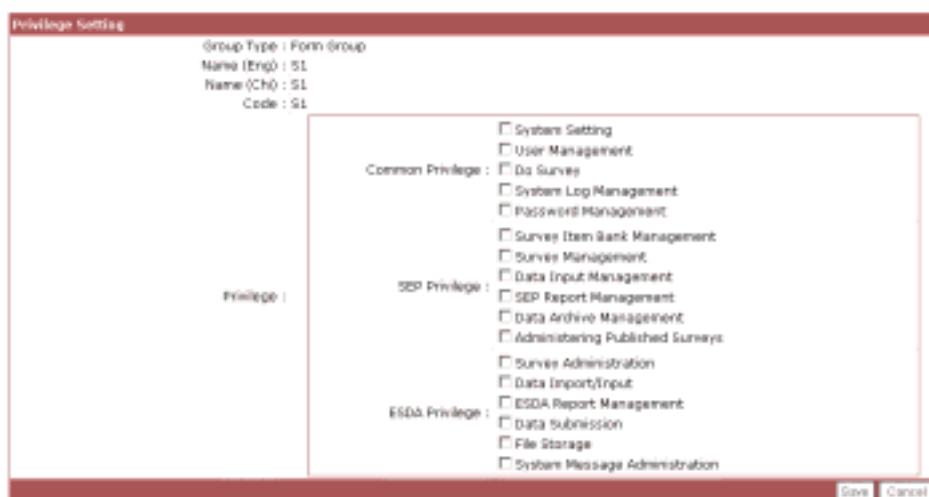 Privilege Setting
Group Type : Form Group
Name (Eng) : S1
Name (Chi) : S1
Code : S1
Privilege :
Common Privilege :
System Setting
User Management
Do Survey
System Log Management
Password Management
SEP Privilege :
Survey Item Bank Management
Survey Management
Data Input Management
SEP Report Management
Data Archive Management
Administering Published Surveys
ESDA Privilege :
Survey Administration
Data Import/Input
ESDA Report Management
Data Submission
File Storage
System Message Administration
Save Cancel